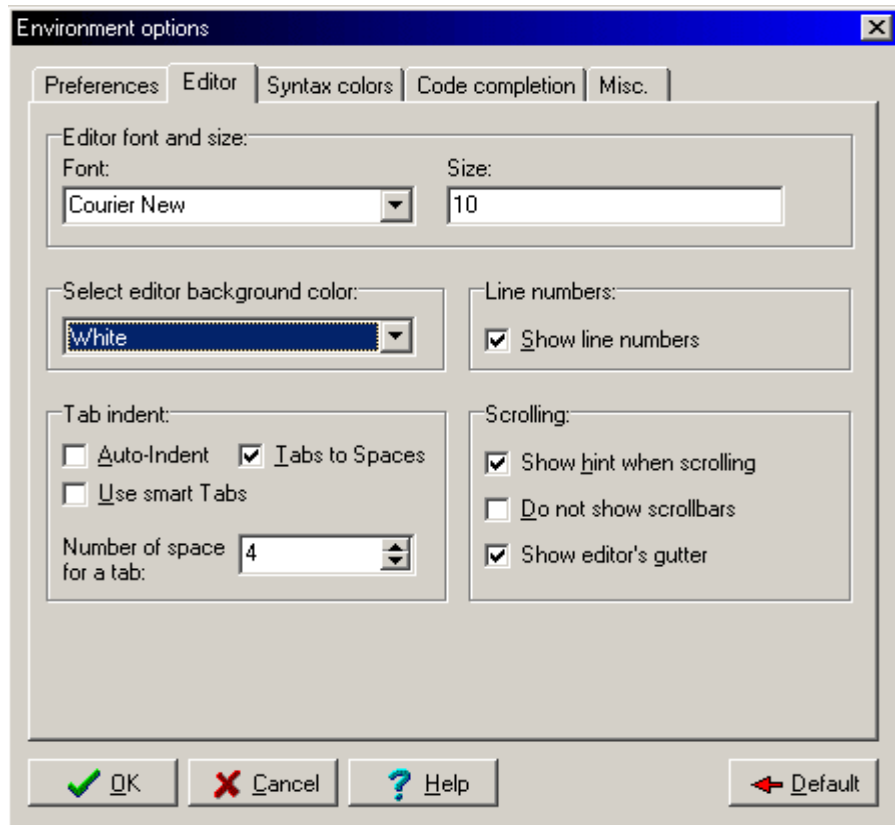 Environment options
Preferences Editor Syntax colors Code completion Misc.
Editor font and size:
Font: Size:
Courier New 10
Select editor background color: Line numbers:
White Show line numbers
Tab indent: Scrolling:
Auto-Indent Tabs to Spaces Show hint when scrolling
Use smart Tabs Do not show scrollbars
Number of space
for a tab: 4 Show editor's gutter
OK Cancel Help Default